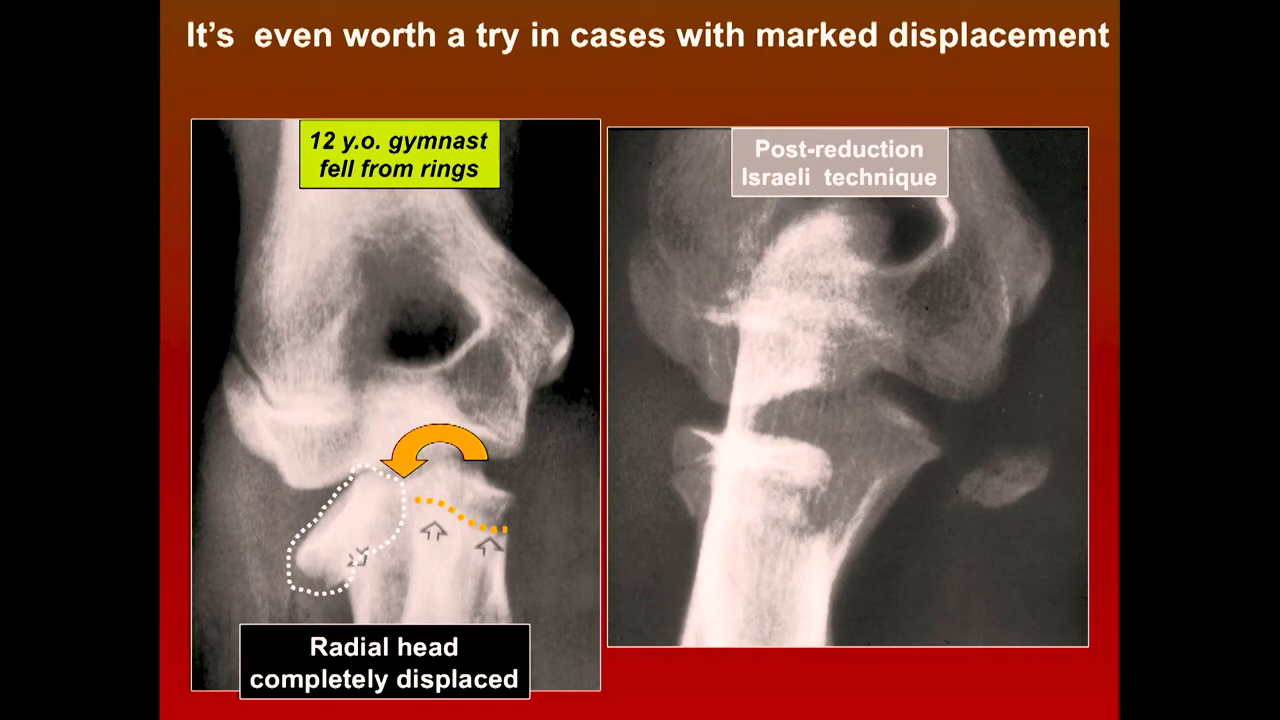 It's even worth a try in cases with marked displacement
12 y.o. gymnast
fell from rings
Post-reduction
Israeli technique
Radial head
completely displaced